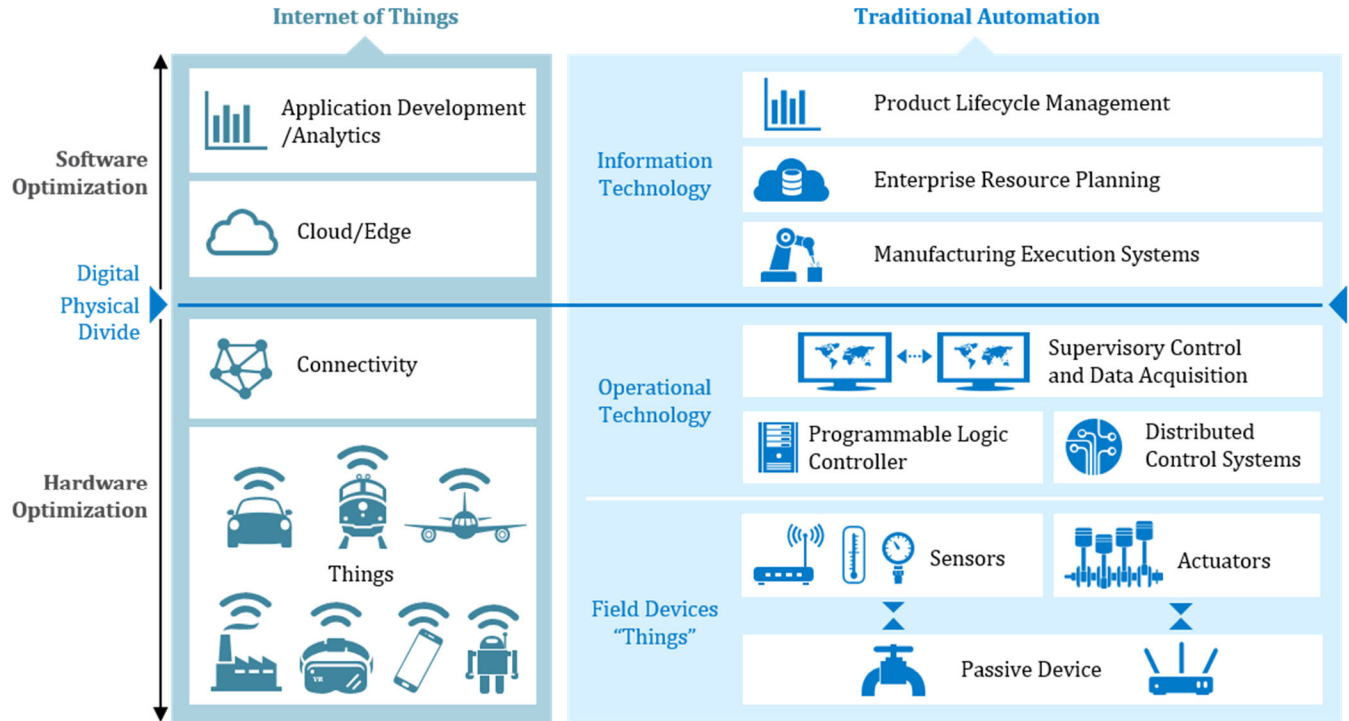 Internet of Things
Traditional Automation
Software
Optimization
Digital
Physical
Divide
Hardware
Optimization
Application Development
/Analytics
Cloud/Edge
Connectivity
Things
VR
Information
Technology
Product Lifecycle Management
Enterprise Resource Planning
Manufacturing Execution Systems
Operational
Technology
Supervisory Control
and Data Acquisition
Programmable Logic
Controller
Distributed
Control Systems
Field Devices
“Things”
Sensors
Actuators
Passive Device